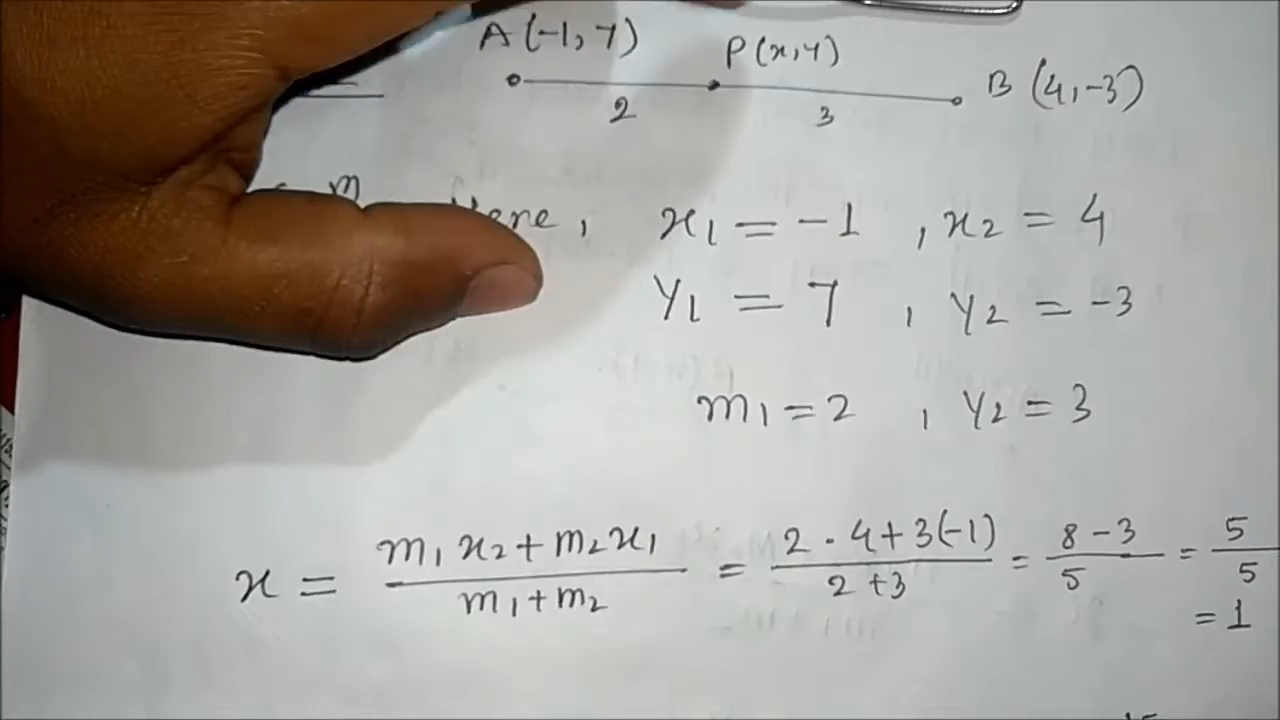 A (-1, 7) P (x, y) B (4, -3)
2 3
m Here, x1 = -1 , x2 = 4
y1 = 7 , y2 = -3
m1 = 2 , y2 = 3
x = (m1 x2 + m2 x1)/(m1 + m2) = (2 · 4 + 3(-1))/(2 + 3) = (8 - 3)/5 = 5/5
= 1